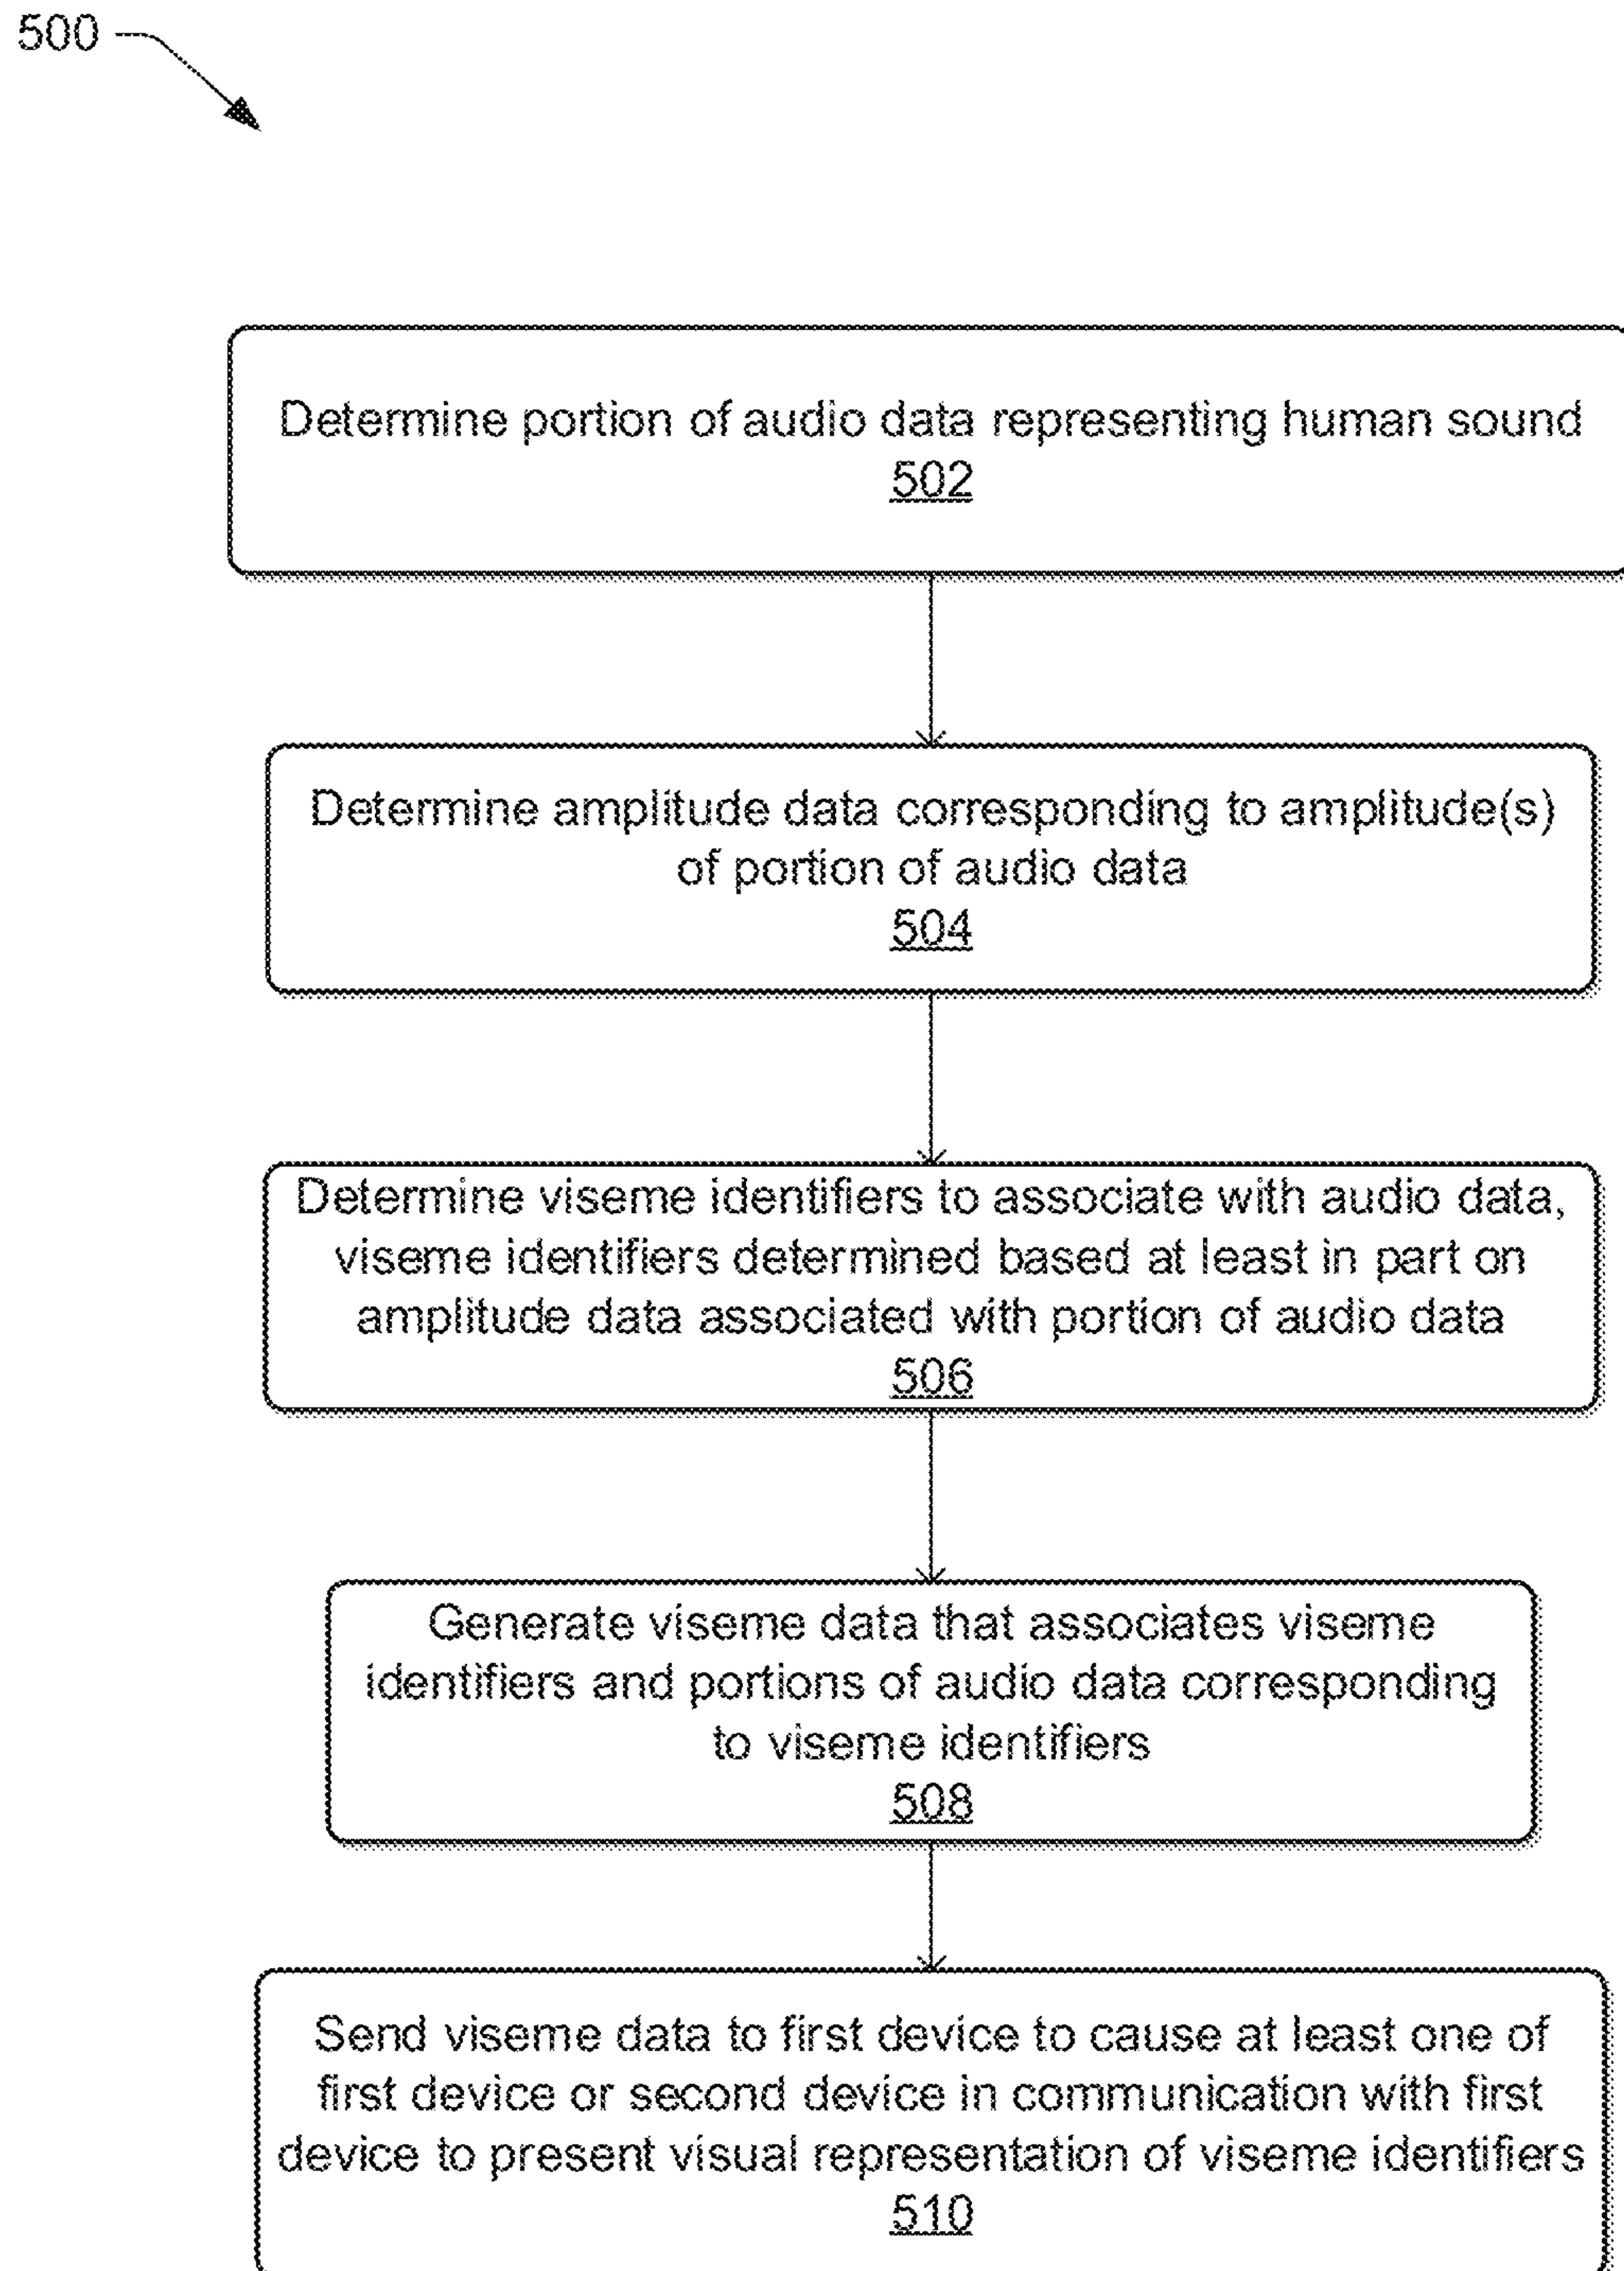 500
Determine portion of audio data representing human sound
502
Determine amplitude data corresponding to amplitude(s)
of portion of audio data
504
Determine viseme identifiers to associate with audio data,
viseme identifiers determined based at least in part on
amplitude data associated with portion of audio data
506
Generate viseme data that associates viseme
identifiers and portions of audio data corresponding
to viseme identifiers
508
Send viseme data to first device to cause at least one of
first device or second device in communication with first
device to present visual representation of viseme identifiers
510